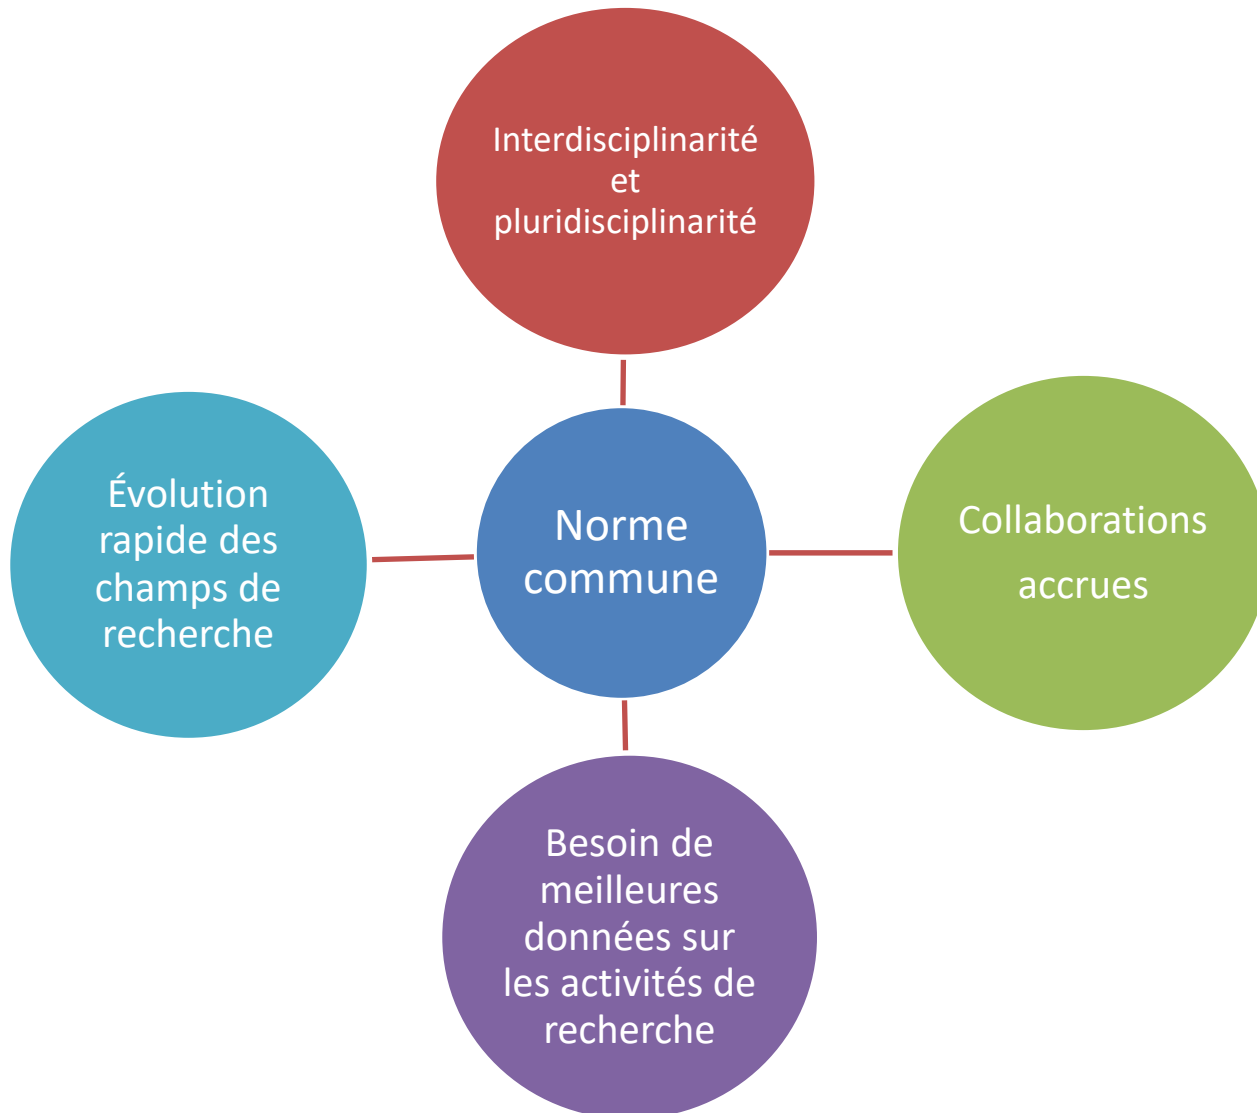 Interdisciplinarité
et
pluridisciplinarité
Évolution
rapide des
champs de
recherche
Norme
commune
Collaborations
accrues
Besoin de
meilleures
données sur
les activités de
recherche